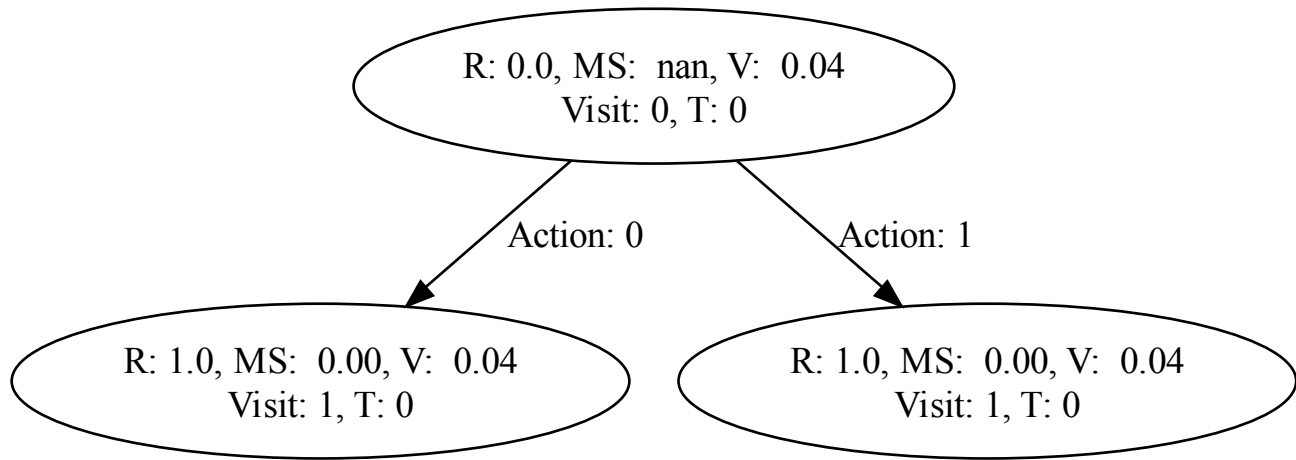 R: 0.0, MS:  nan, V:  0.04
Visit: 0, T: 0
Action: 0
Action: 1
R: 1.0, MS:  0.00, V:  0.04
Visit: 1, T: 0
R: 1.0, MS:  0.00, V:  0.04
Visit: 1, T: 0